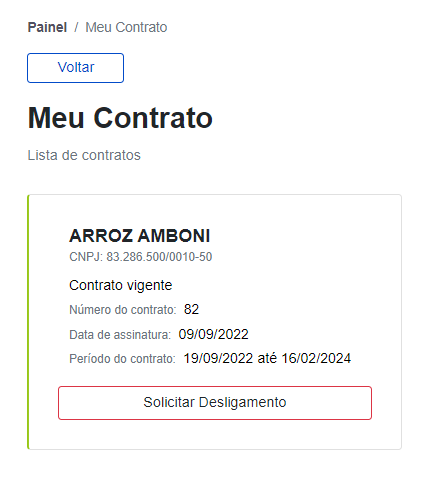 Painel / Meu Contrato
Voltar
Meu Contrato
Lista de contratos
ARROZ AMBONI
CNPJ: 83.286.500/0010-50
Contrato vigente
Número do contrato: 82
Data de assinatura: 09/09/2022
Período do contrato: 19/09/2022 até 16/02/2024
Solicitar Desligamento